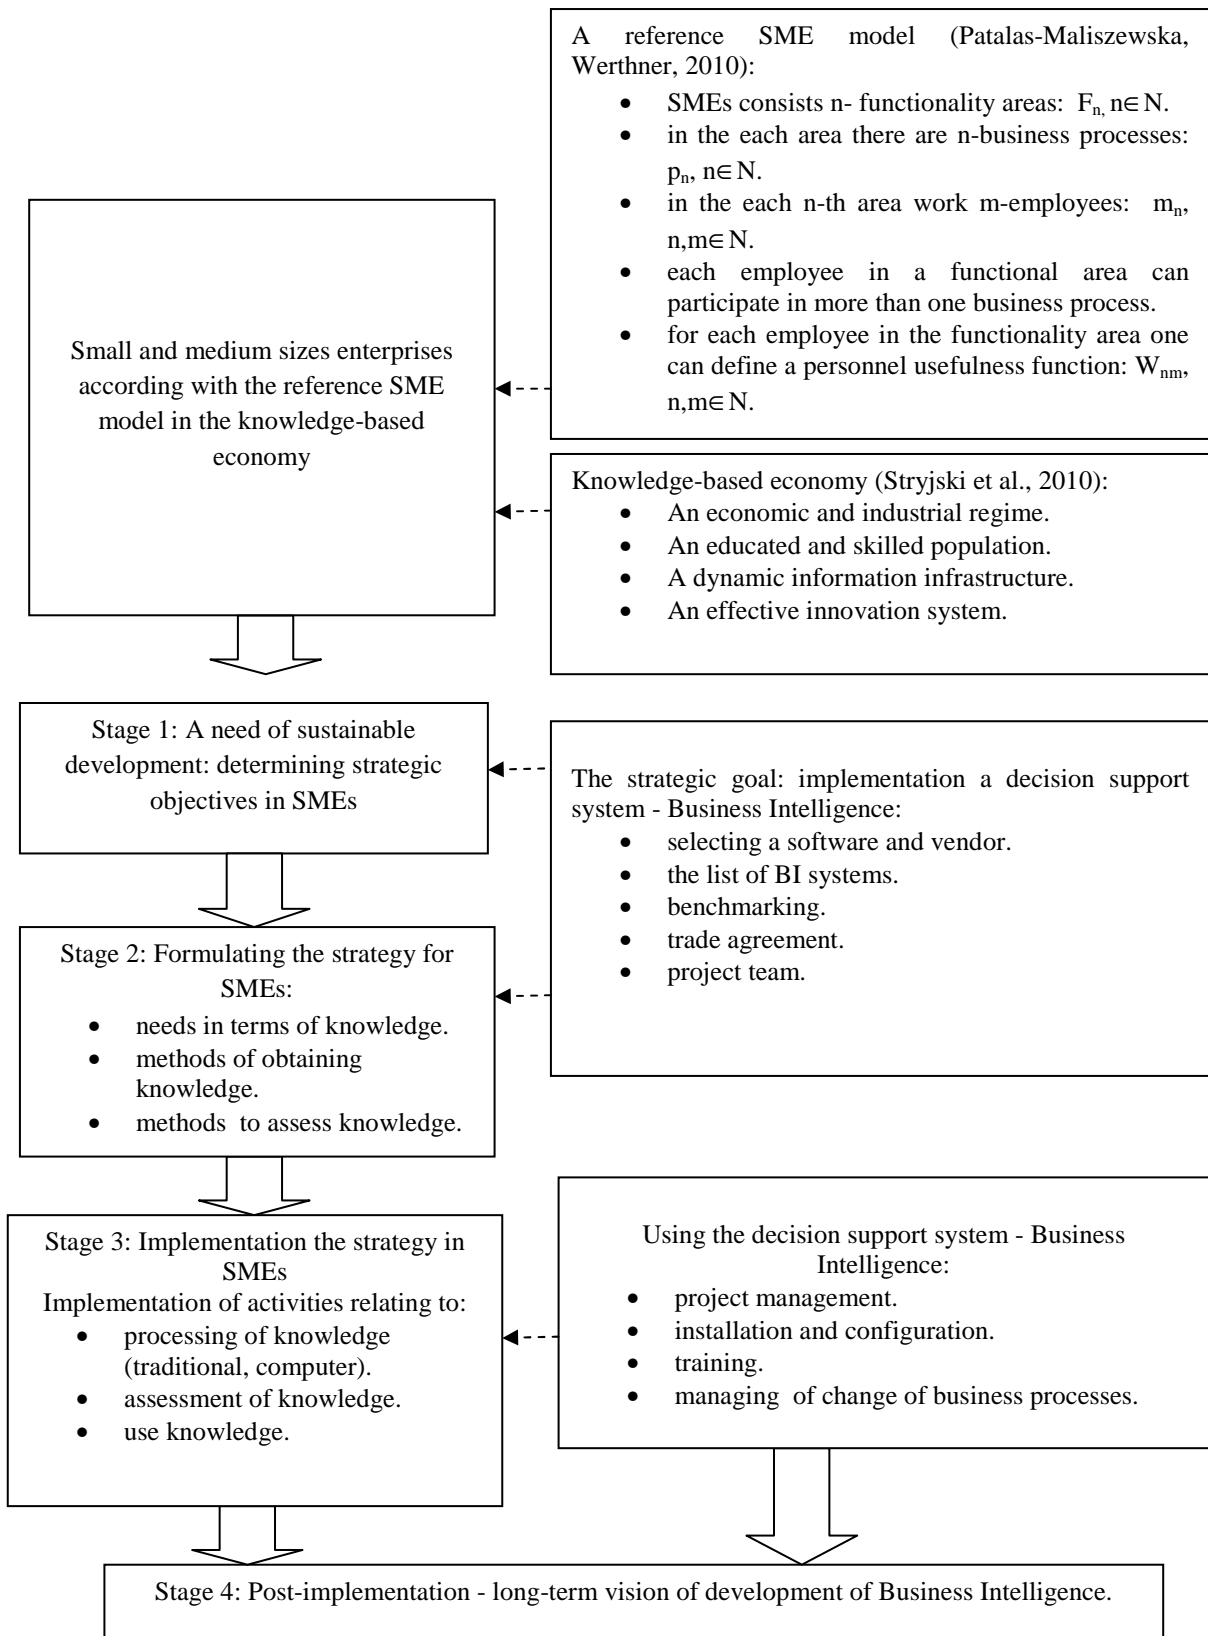 A reference SME model (Patalas-Maliszewska,
Werthner, 2010):
• SMEs consists n- functionality areas: Fn, n∈N.
• in the each area there are n-business processes:
pn, n∈N.
• in the each n-th area work m-employees: mn,
n,m∈N.
• each employee in a functional area can
participate in more than one business process.
• for each employee in the functionality area one
can define a personnel usefulness function: Wnm,
n,m∈N.
Small and medium sizes enterprises
according with the reference SME
model in the knowledge-based
economy
Knowledge-based economy (Stryjski et al., 2010):
• An economic and industrial regime.
• An educated and skilled population.
• A dynamic information infrastructure.
• An effective innovation system.
Stage 1: A need of sustainable
development: determining strategic
objectives in SMEs
The strategic goal: implementation a decision support
system - Business Intelligence:
• selecting a software and vendor.
• the list of BI systems.
• benchmarking.
• trade agreement.
• project team.
Stage 2: Formulating the strategy for
SMEs:
• needs in terms of knowledge.
• methods of obtaining
knowledge.
• methods to assess knowledge.
Stage 3: Implementation the strategy in
SMEs
Implementation of activities relating to:
• processing of knowledge
(traditional, computer).
• assessment of knowledge.
• use knowledge.
Using the decision support system - Business
Intelligence:
• project management.
• installation and configuration.
• training.
• managing of change of business processes.
Stage 4: Post-implementation - long-term vision of development of Business Intelligence.